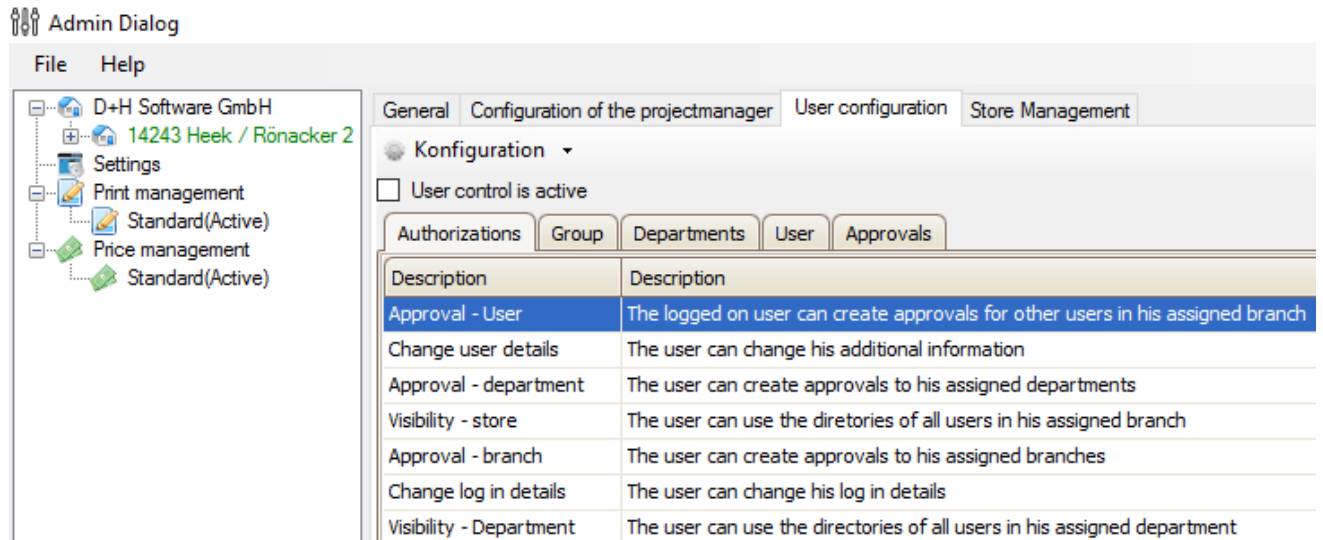 Admin Dialog
File Help
D+H Software GmbH
14243 Heek / Rönacker 2
Settings
Print management
Standard(Active)
Price management
Standard(Active)
General Configuration of the projectmanager User configuration Store Management
Konfiguration
User control is active
Authorizations Group Departments User Approvals
Description Description
Approval - User The logged on user can create approvals for other users in his assigned branch
Change user details The user can change his additional information
Approval - department The user can create approvals to his assigned departments
Visibility - store The user can use the diretories of all users in his assigned branch
Approval - branch The user can create approvals to his assigned branches
Change log in details The user can change his log in details
Visibility - Department The user can use the directories of all users in his assigned department